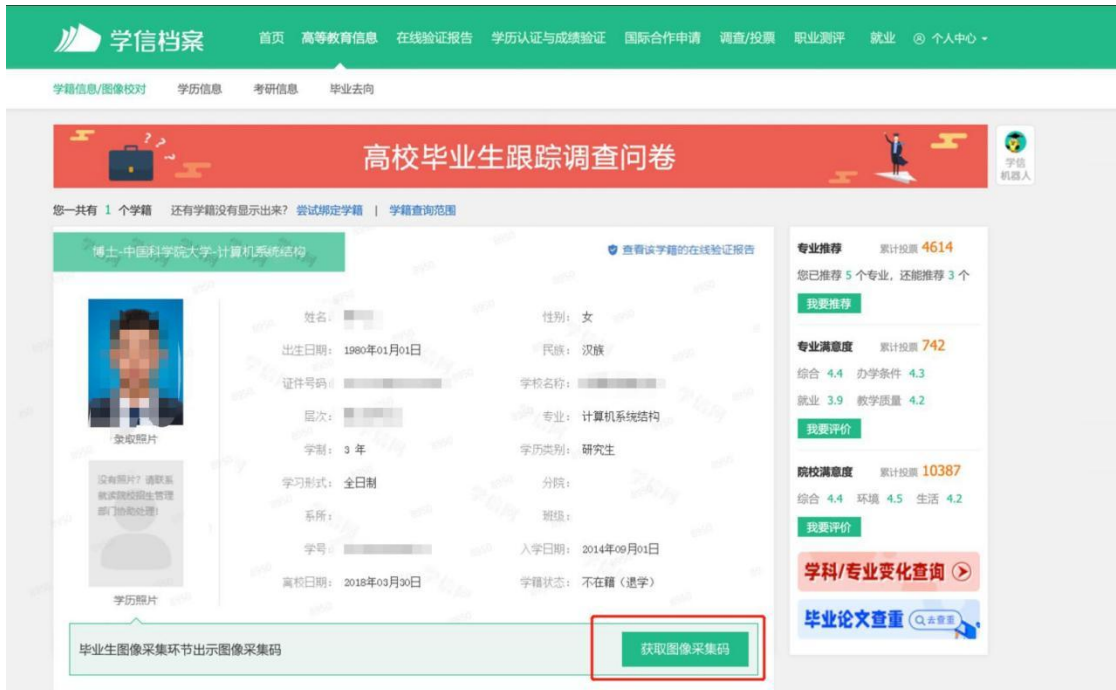 学信档案 首页 高等教育信息 在线验证报告 学历认证与成绩验证 国际合作申请 调查/投票 职业测评 就业 个人中心
学籍信息/图像校对 学历信息 考研信息 毕业去向
高校毕业生跟踪调查问卷
学信
机器人
您一共有 1 个学籍 还有学籍没有显示出来? 尝试绑定学籍 | 学籍查询范围
博士-中国科学院大学-计算机系统结构
查看该学籍的在线验证报告
姓名:
性别: 女
出生日期: 1980年01月01日
民族: 汉族
证件号码:
学校名称:
层次:
专业: 计算机系统结构
学制: 3 年
学历类别: 研究生
学习形式: 全日制
分院:
系所:
班级:
学号:
入学日期: 2014年09月01日
离校日期: 2018年03月30日
学籍状态: 不在籍（退学）
录取照片
没有照片? 请联系
就读院校招生管理
部门协助处理!
学历照片
毕业生图像采集环节出示图像采集码
获取图像采集码
专业推荐 累计投票 4614
您已推荐 5 个专业, 还能推荐 3 个
我要推荐
专业满意度 累计投票 742
综合 4.4 办学条件 4.3
就业 3.9 教学质量 4.2
我要评价
院校满意度 累计投票 10387
综合 4.4 环境 4.5 生活 4.2
我要评价
学科/专业变化查询
毕业论文查重 去查重